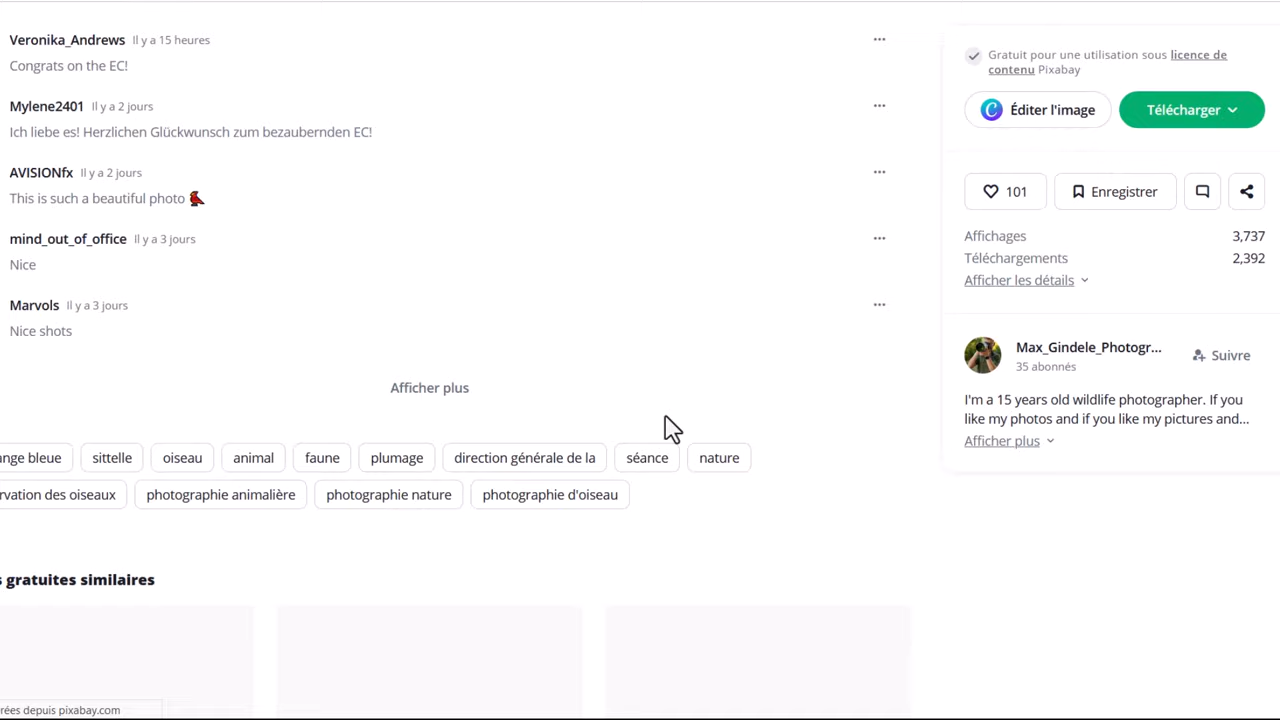 Veronika_Andrews Il y a 15 heures
Congrats on the EC!
Mylene2401 Il y a 2 jours
Ich liebe es! Herzlichen Glückwunsch zum bezaubernden EC!
AVISIONfx Il y a 2 jours
This is such a beautiful photo
mind_out_of_office Il y a 3 jours
Nice
Marvols Il y a 3 jours
Nice shots
Afficher plus
ange bleue sittelle oiseau animal faune plumage direction générale de la séance nature
rvation des oiseaux photographie animalière photographie nature photographie d'oiseau
s gratuites similaires
rées depuis pixabay.com
Gratuit pour une utilisation sous licence de
contenu Pixabay
Éditer l'image Télécharger
101 Enregistrer
Affichages 3,737
Téléchargements 2,392
Afficher les détails
Max_Gindele_Photogr... Suivre
35 abonnés
I'm a 15 years old wildlife photographer. If you
like my photos and if you like my pictures and...
Afficher plus